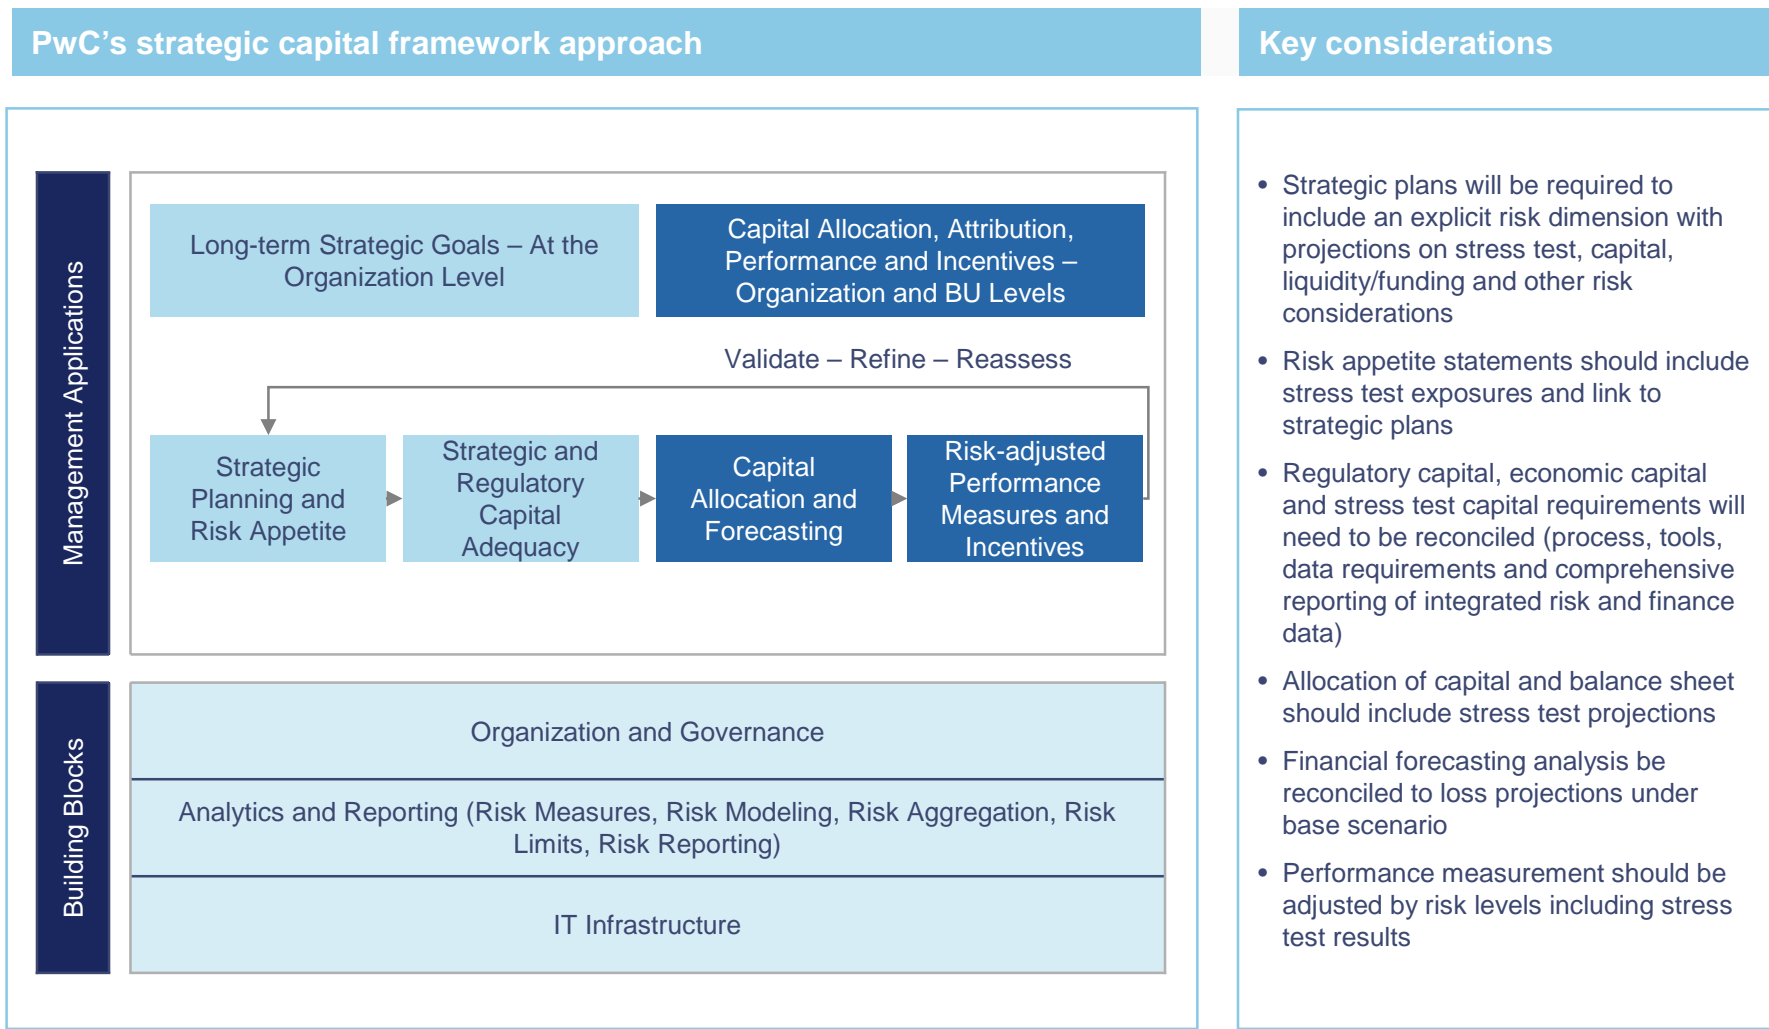 PwC’s strategic capital framework approach
Key considerations
Management Applications
Long-term Strategic Goals – At the
Organization Level
Capital Allocation, Attribution,
Performance and Incentives –
Organization and BU Levels
Validate – Refine – Reassess
Strategic
Planning and
Risk Appetite
Strategic and
Regulatory
Capital
Adequacy
Capital
Allocation and
Forecasting
Risk-adjusted
Performance
Measures and
Incentives
Building Blocks
Organization and Governance
Analytics and Reporting (Risk Measures, Risk Modeling, Risk Aggregation, Risk
Limits, Risk Reporting)
IT Infrastructure
• Strategic plans will be required to
include an explicit risk dimension with
projections on stress test, capital,
liquidity/funding and other risk
considerations
• Risk appetite statements should include
stress test exposures and link to
strategic plans
• Regulatory capital, economic capital
and stress test capital requirements will
need to be reconciled (process, tools,
data requirements and comprehensive
reporting of integrated risk and finance
data)
• Allocation of capital and balance sheet
should include stress test projections
• Financial forecasting analysis be
reconciled to loss projections under
base scenario
• Performance measurement should be
adjusted by risk levels including stress
test results